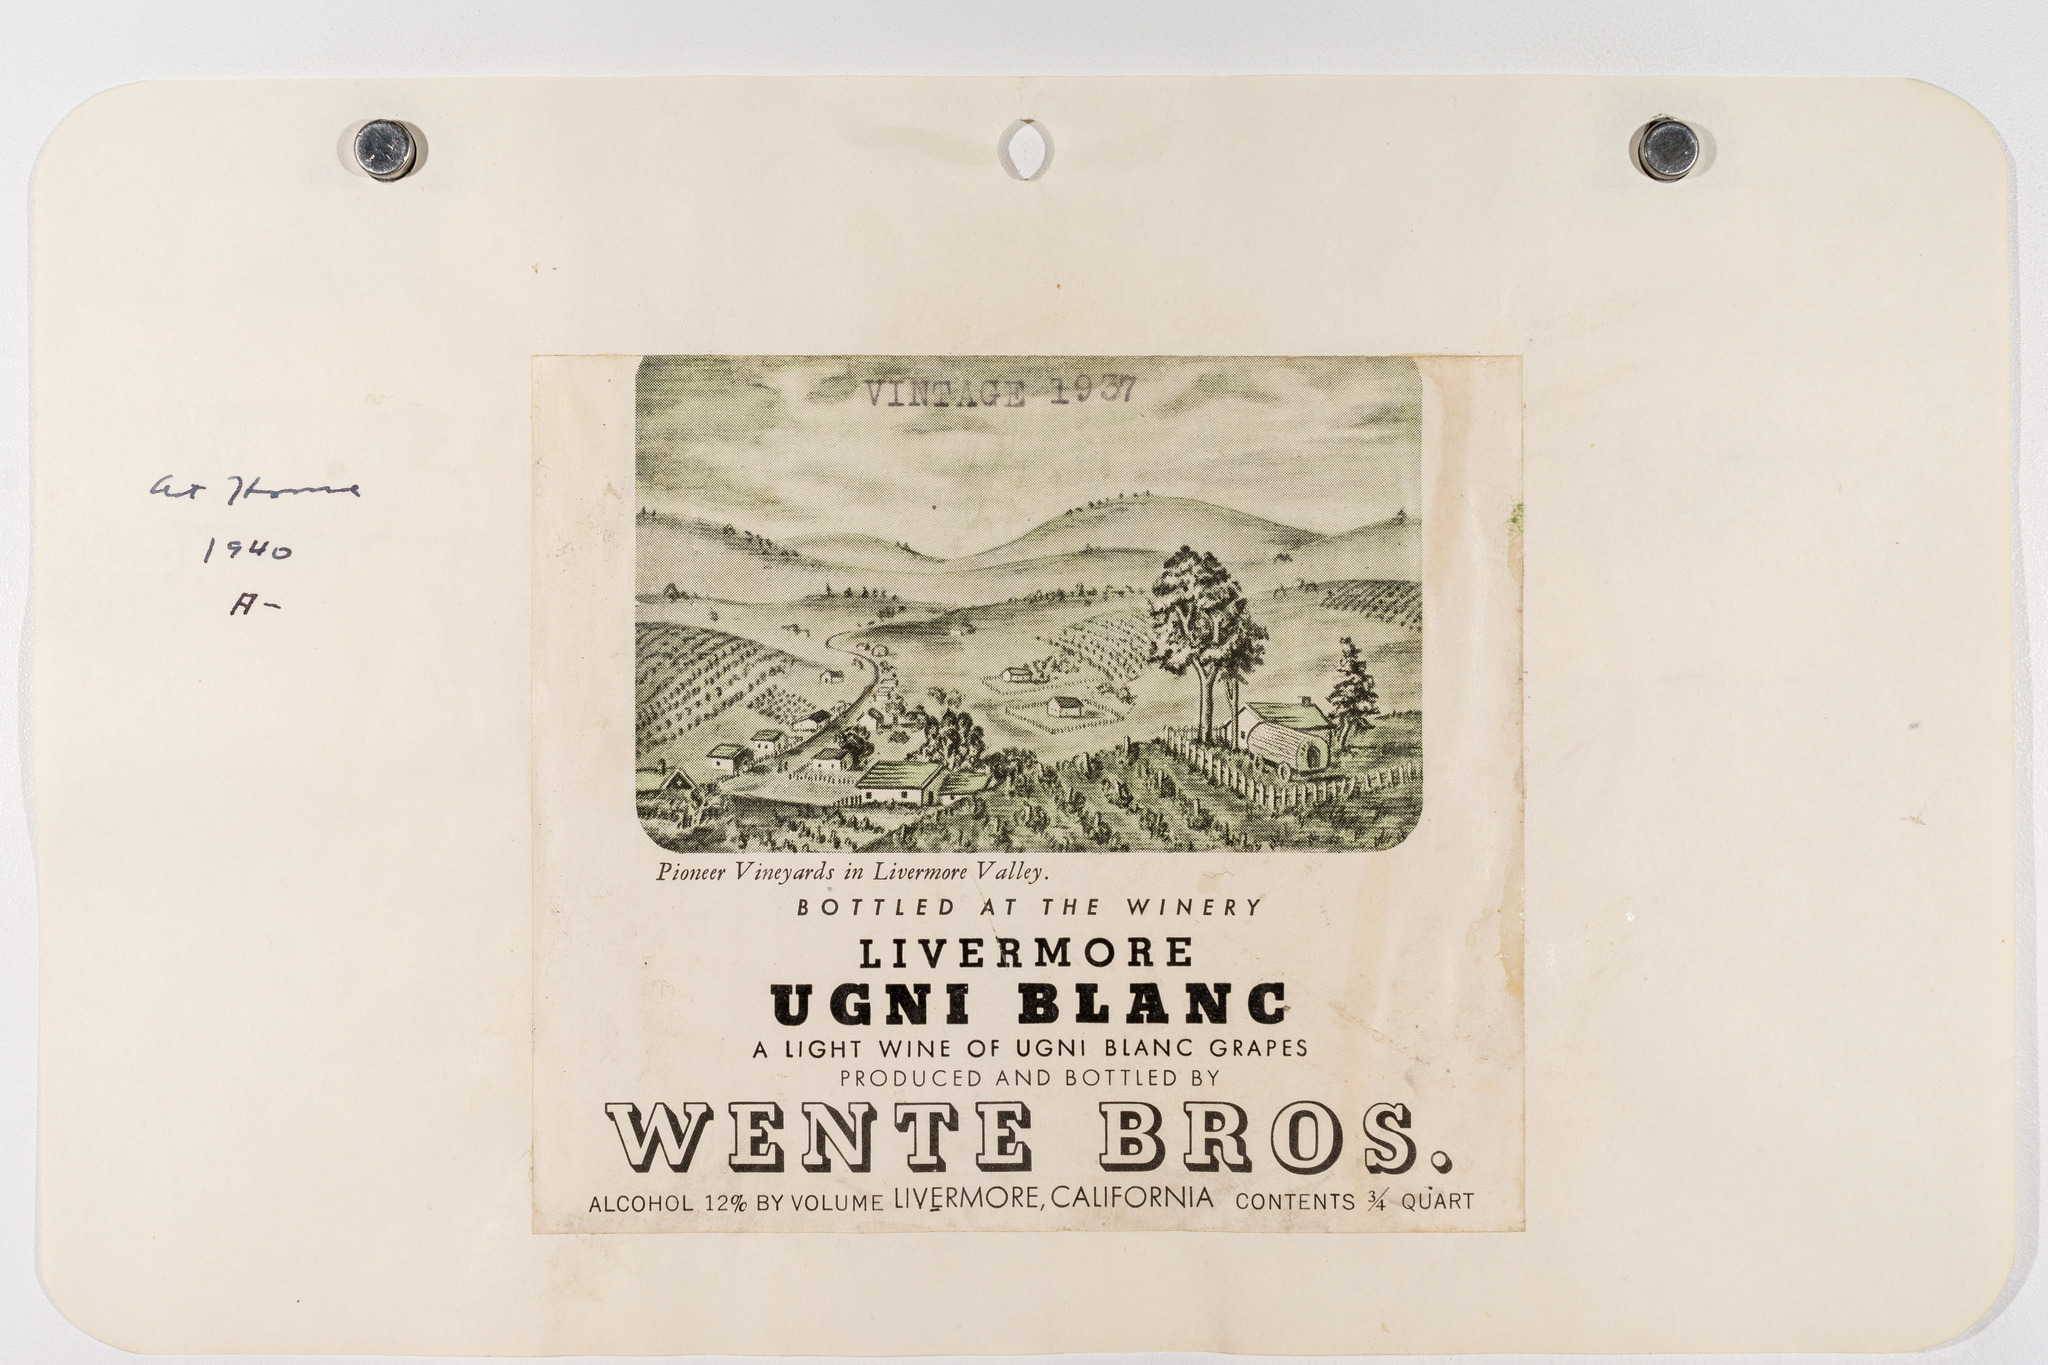 VINTAGE 1937
At Home
1940
A-
Pioneer Vineyards in Livermore Valley.
BOTTLED AT THE WINERY
LIVERMORE
UGNI BLANC
A LIGHT WINE OF UGNI BLANC GRAPES
PRODUCED AND BOTTLED BY
WENTE BROS.
ALCOHOL 12% BY VOLUME LIVERMORE, CALIFORNIA CONTENTS ¾ QUART